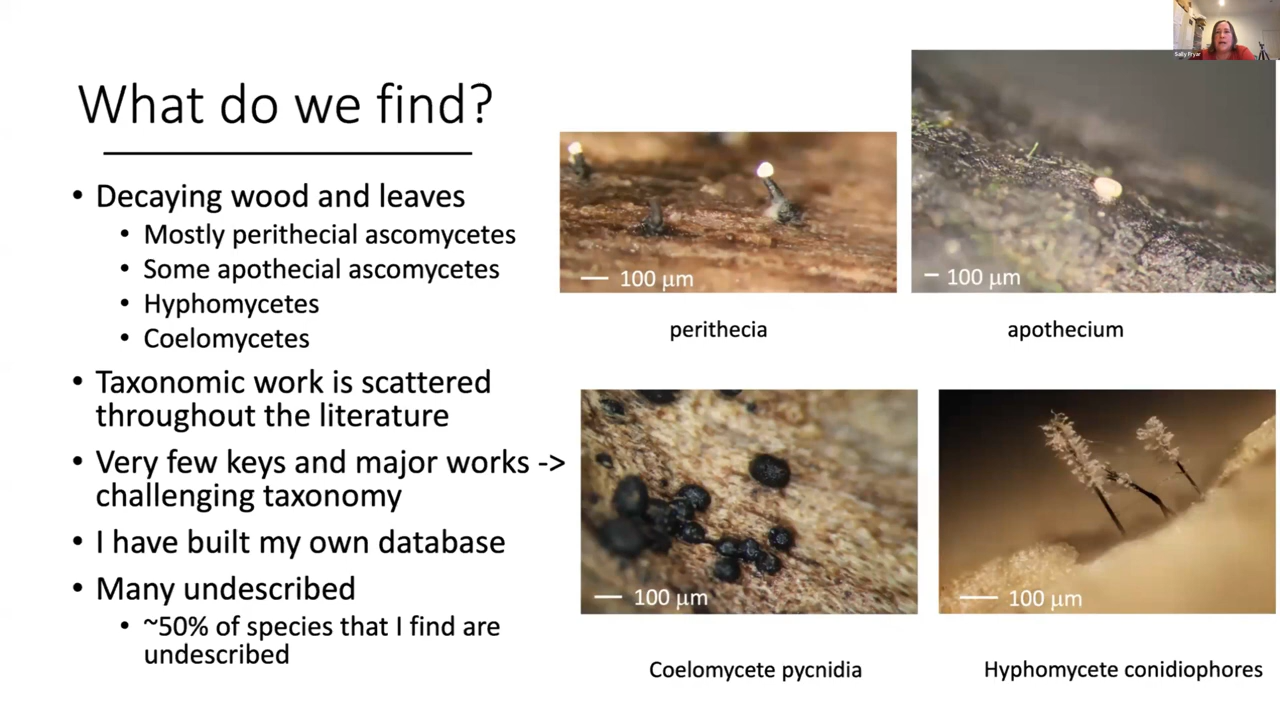 Sally Fryar
What do we find?
• Decaying wood and leaves
• Mostly perithecial ascomycetes
• Some apothecial ascomycetes
• Hyphomycetes
• Coelomycetes
• Taxonomic work is scattered
throughout the literature
• Very few keys and major works ->
challenging taxonomy
• I have built my own database
• Many undescribed
• ~50% of species that I find are
undescribed
100 μm
perithecia
100 μm
apothecium
100 μm
Coelomycete pycnidia
100 μm
Hyphomycete conidiophores